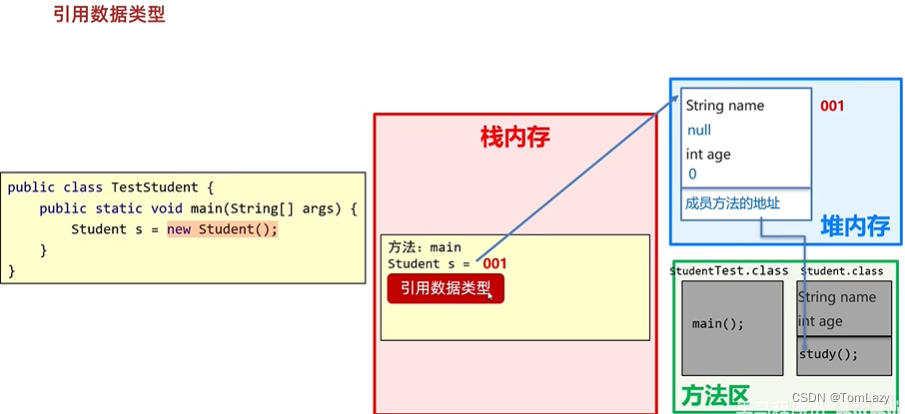 引用数据类型
public class TestStudent {
public static void main(String[] args) {
Student s = new Student();
}
}
栈内存
方法：main
Student s = 001
引用数据类型
String name
null
int age
0
成员方法的地址
001
堆内存
StudentTest.class
main();
Student.class
String name
int age
study();
方法区
CSDN @TomLazy